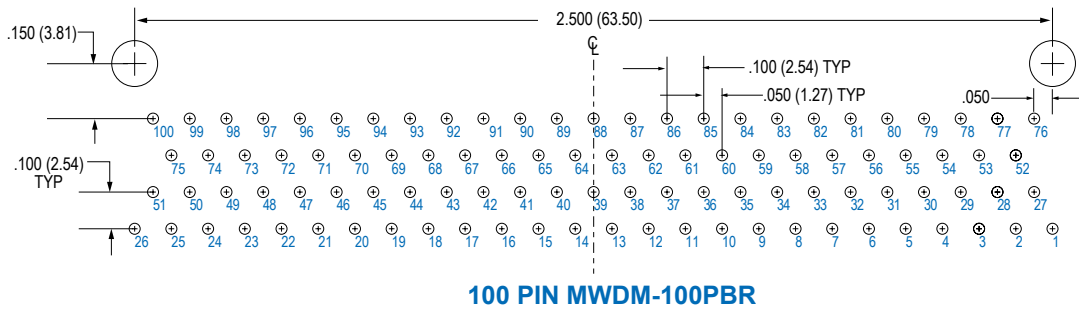 2.500 (63.50)
.150 (3.81)
CL
.100 (2.54) TYP
.050 (1.27) TYP
.050
100 99 98 97 96 95 94 93 92 91 90 89 88 87 86 85 84 83 82 81 80 79 78 77 76
.100 (2.54)
TYP
75 74 73 72 71 70 69 68 67 66 65 64 63 62 61 60 59 58 57 56 55 54 53 52
51 50 49 48 47 46 45 44 43 42 41 40 39 38 37 36 35 34 33 32 31 30 29 28 27
26 25 24 23 22 21 20 19 18 17 16 15 14 13 12 11 10 9 8 7 6 5 4 3 2 1
100 PIN MWDM-100PBR